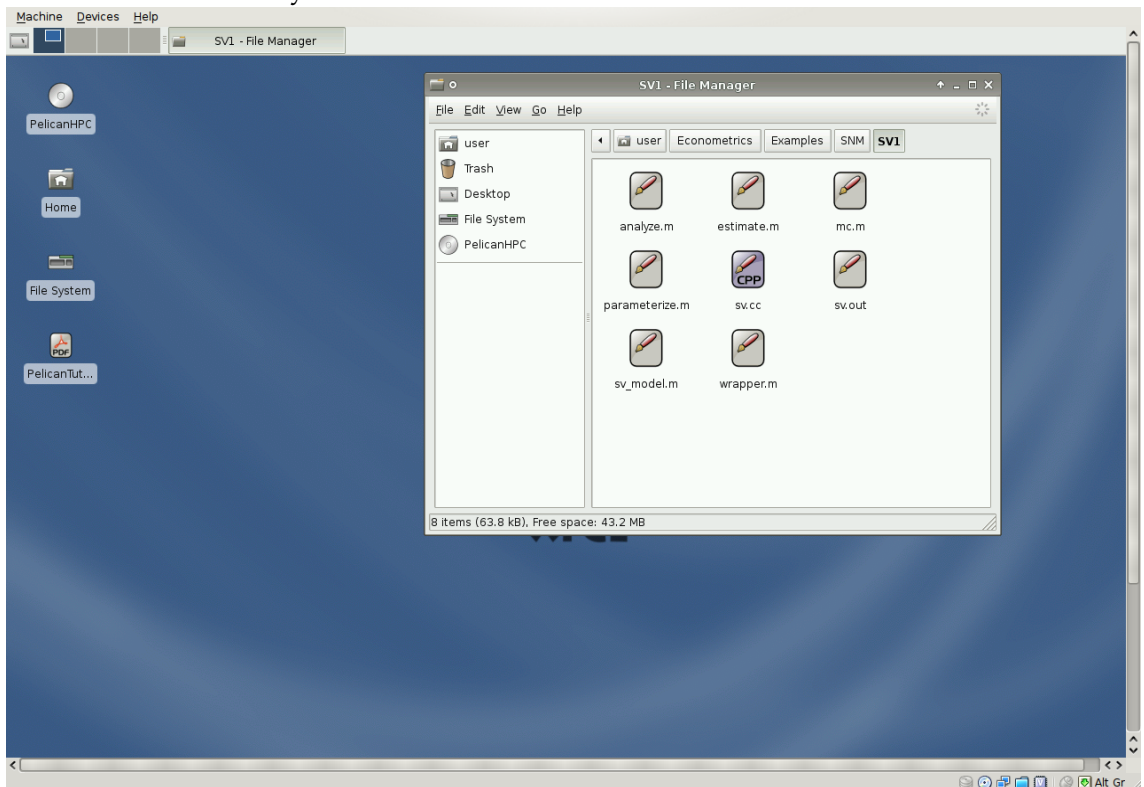 Machine Devices Help
SV1 - File Manager
PelicanHPC
Home
File System
PelicanTut...
SV1 - File Manager
File Edit View Go Help
user
Trash
Desktop
File System
PelicanHPC
user Econometrics Examples SNM SV1
analyze.m estimate.m mc.m
CPP
parameterize.m sv.cc sv.out
sv_model.m wrapper.m
8 items (63.8 kB), Free space: 43.2 MB
PDF
Alt Gr